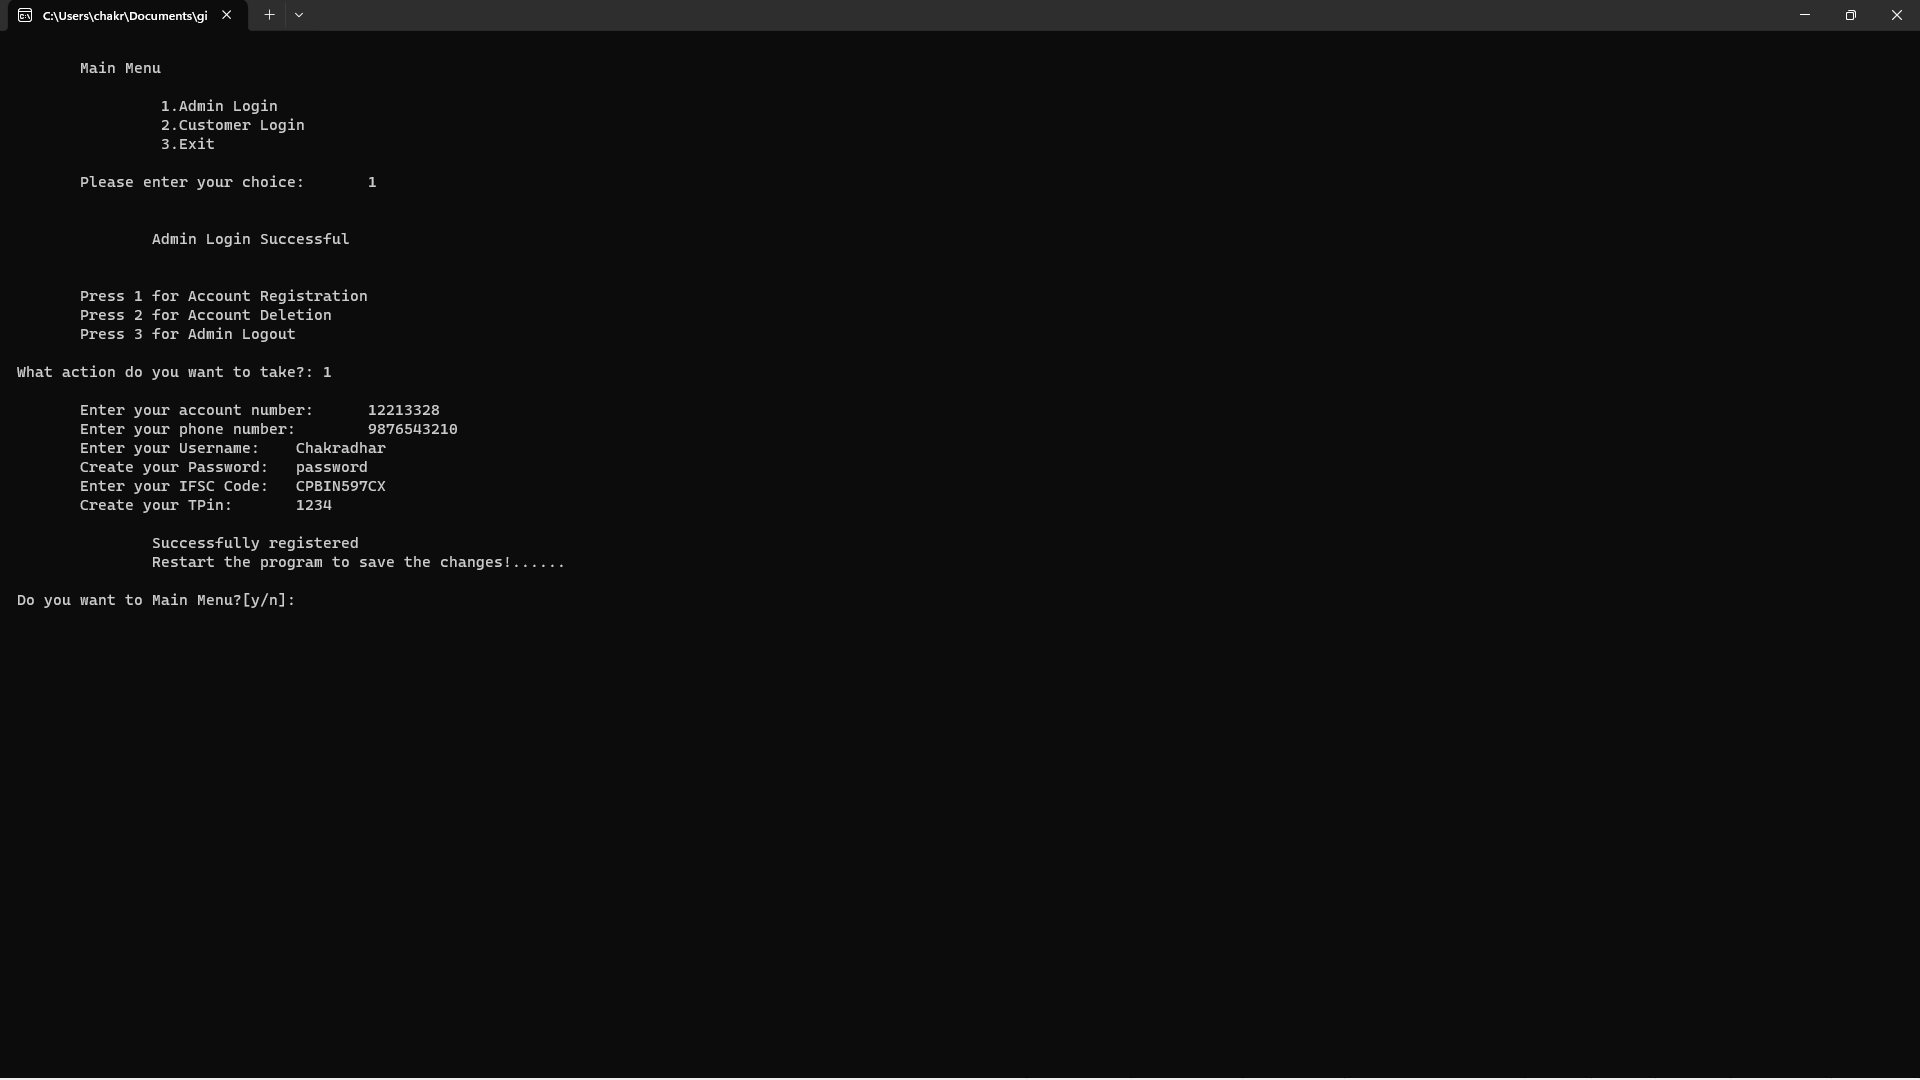 C:\Users\chakr\Documents\gi
Main Menu
1.Admin Login
2.Customer Login
3.Exit
Please enter your choice: 1
Admin Login Successful
Press 1 for Account Registration
Press 2 for Account Deletion
Press 3 for Admin Logout
What action do you want to take?: 1
Enter your account number: 12213328
Enter your phone number: 9876543210
Enter your Username: Chakradhar
Create your Password: password
Enter your IFSC Code: CPBIN597CX
Create your TPin: 1234
Successfully registered
Restart the program to save the changes!......
Do you want to Main Menu?[y/n]: